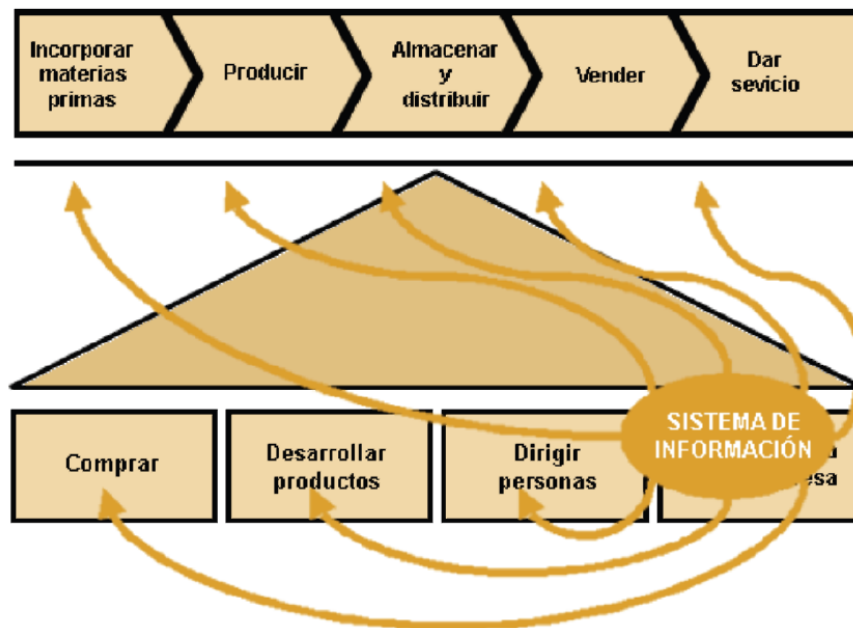 Incorporar
materias
primas
Producir
Almacenar
y
distribuir
Vender
Dar
sevicio
Comprar
Desarrollar
productos
Dirigir
personas
SISTEMA DE
INFORMACIÓN